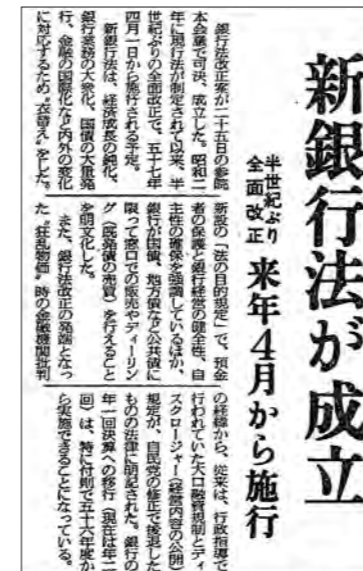 新銀行法が成立
半世紀ぶり
全面改正
来年4月から施行
銀行法改正案が二十五日の参院
本会議で可決、成立した。昭和二
年に現行法が制定されて以来、半
世紀ぶりの全面改正で、五十七年
四月一日から施行される予定。
新銀行法は、経済成長の鈍化、
銀行業務の大衆化、国債の大量発
行、金融の国際化など内外の変化
に対応するため〝衣替え〟をした。
新設の「法の目的規定」で、預金
者の保護と銀行経営の健全性、自
主性の確保を強調しているほか、
銀行が国債、地方債など公共債に
限って窓口での販売やディーリン
グ（既発債の売買）を行えること
を明文化した。
また、銀行法改正の発端となっ
た〝狂乱物価〟時の金融機関批判
の経緯から、従来は、行政指導で
行われていた大口融資規制とディ
スクロージャー（経営内容の公開）
規定が、自民党の修正で後退した
ものの法律に明記された。銀行の
年一回決算への移行（現在は年二
回）は、特に付則で五十六年度か
ら実施できることになっている。